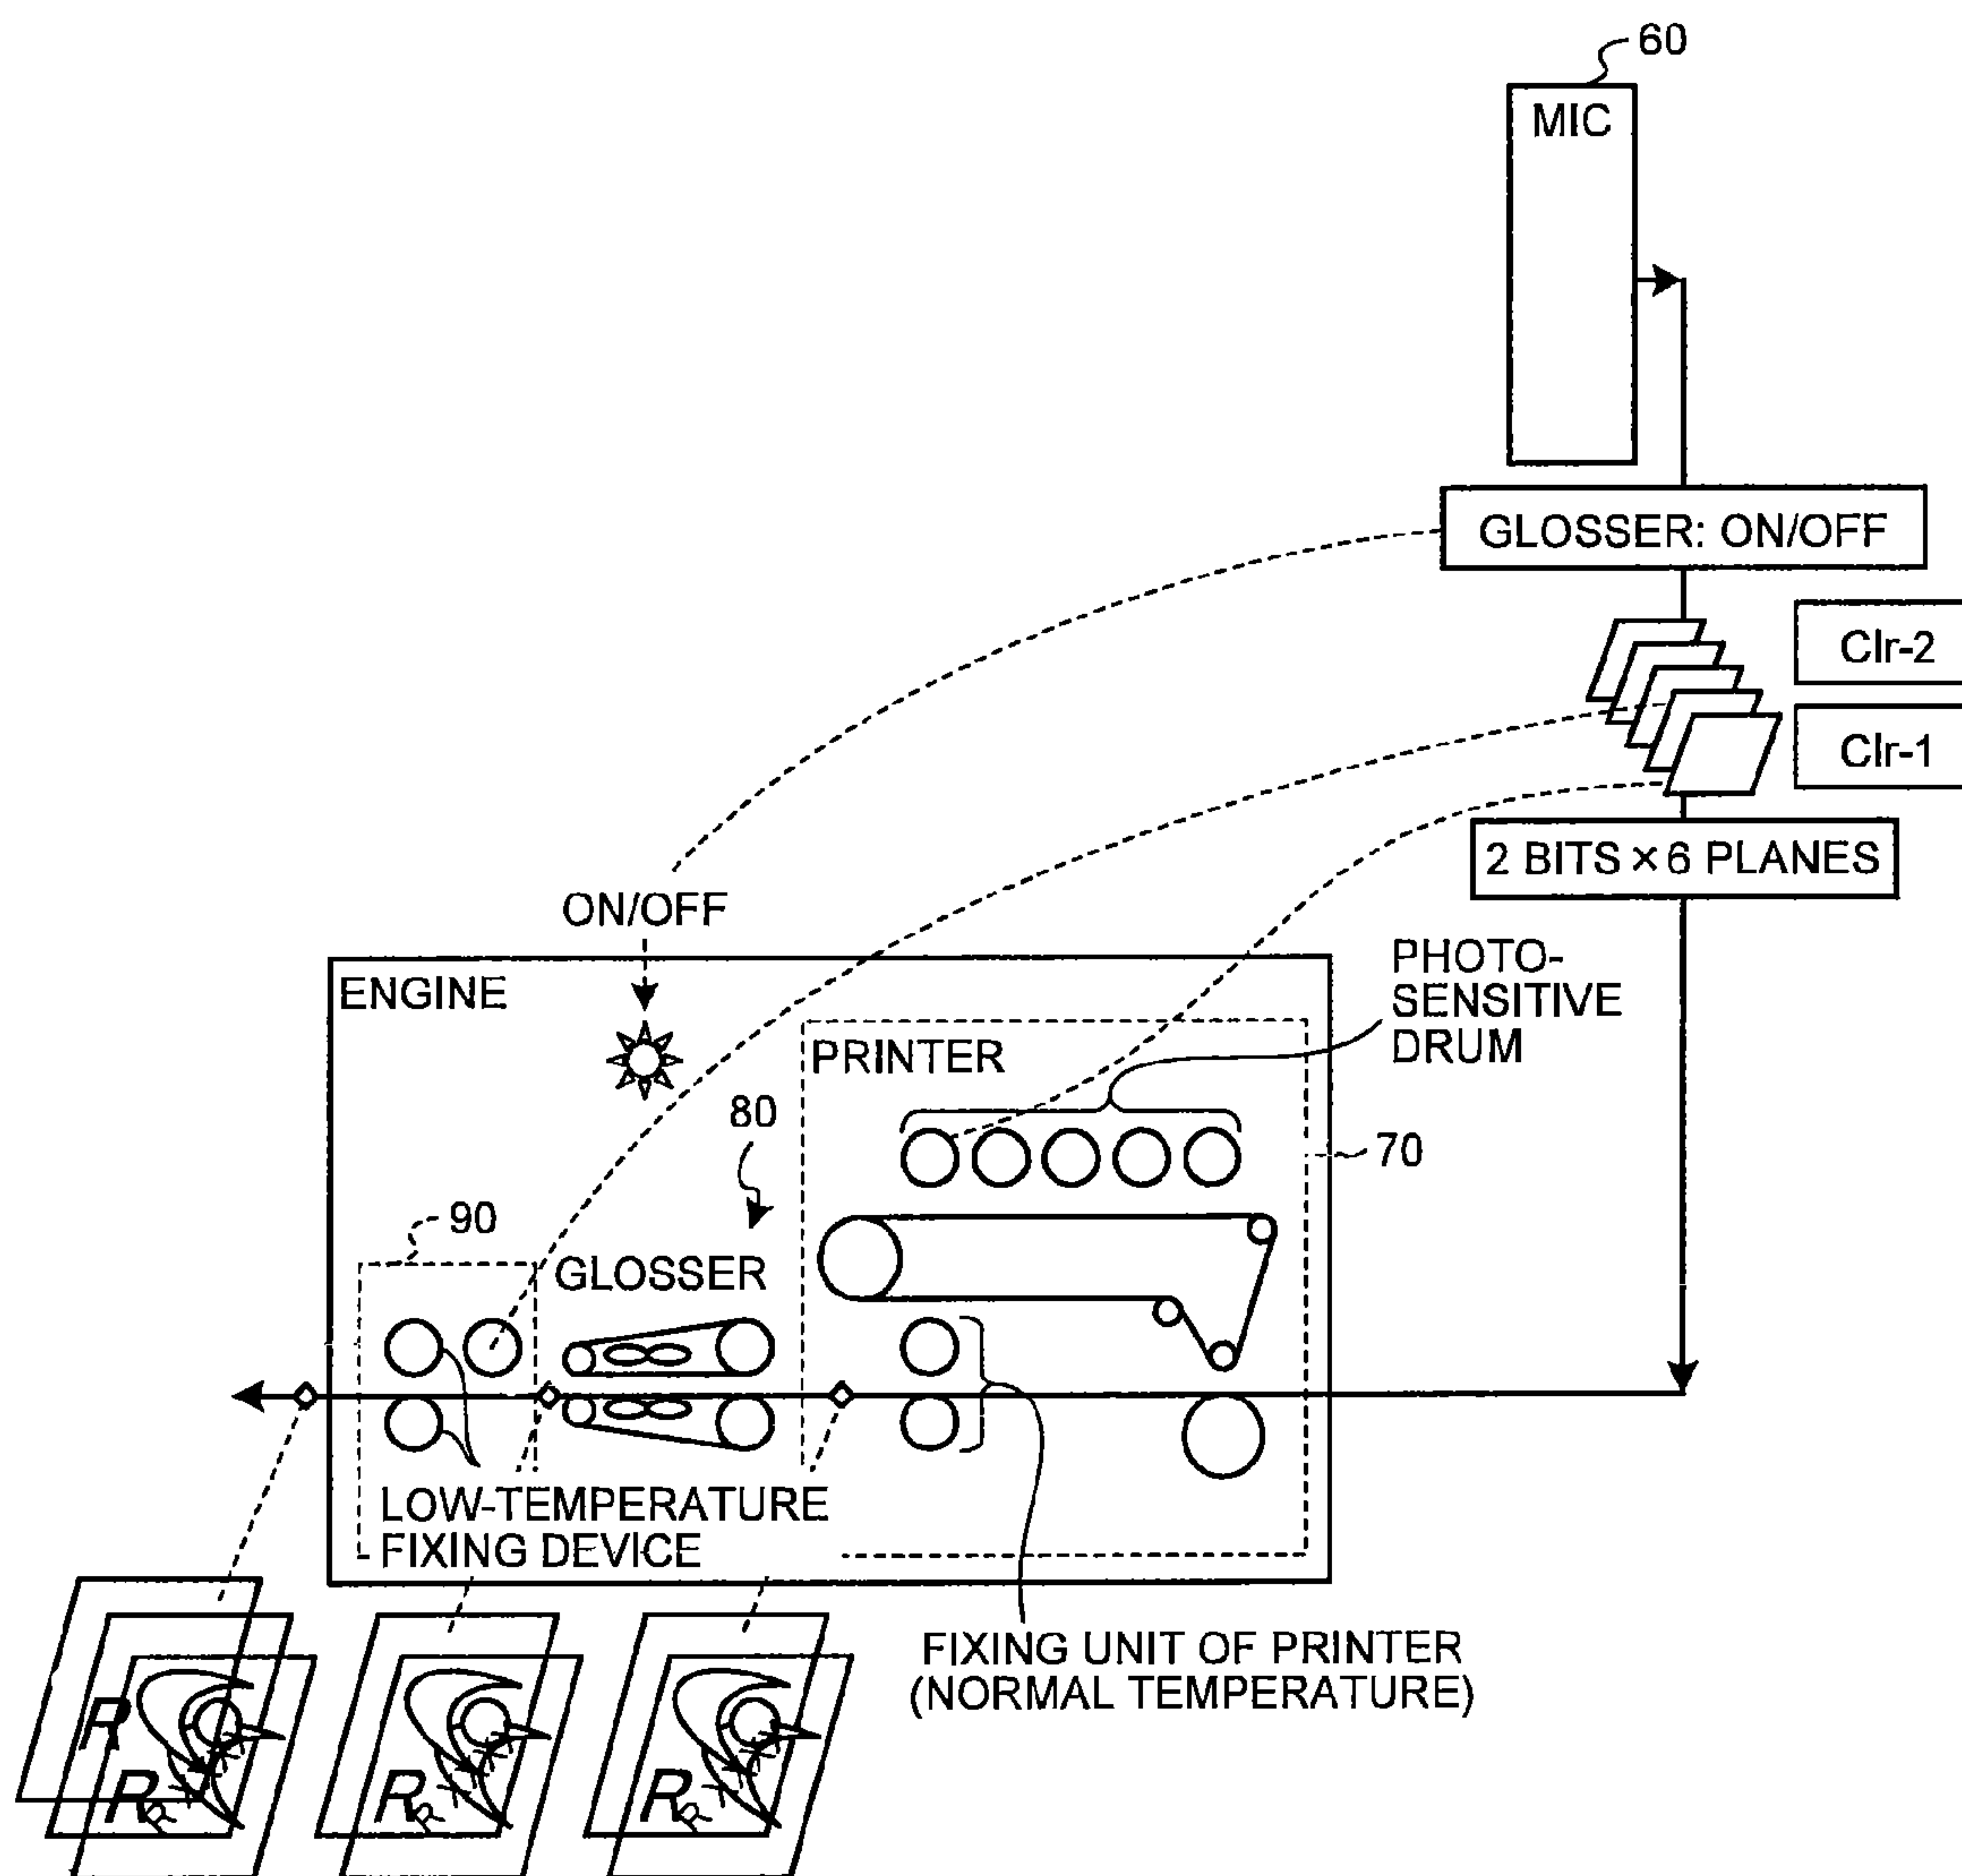 60
MIC
GLOSSER: ON/OFF
Clr-2
Clr-1
2 BITS × 6 PLANES
ON/OFF
ENGINE
PHOTO-
SENSITIVE
DRUM
PRINTER
80
70
90
GLOSSER
LOW-TEMPERATURE
FIXING DEVICE
FIXING UNIT OF PRINTER
(NORMAL TEMPERATURE)
R
R
R
R
R
R
R